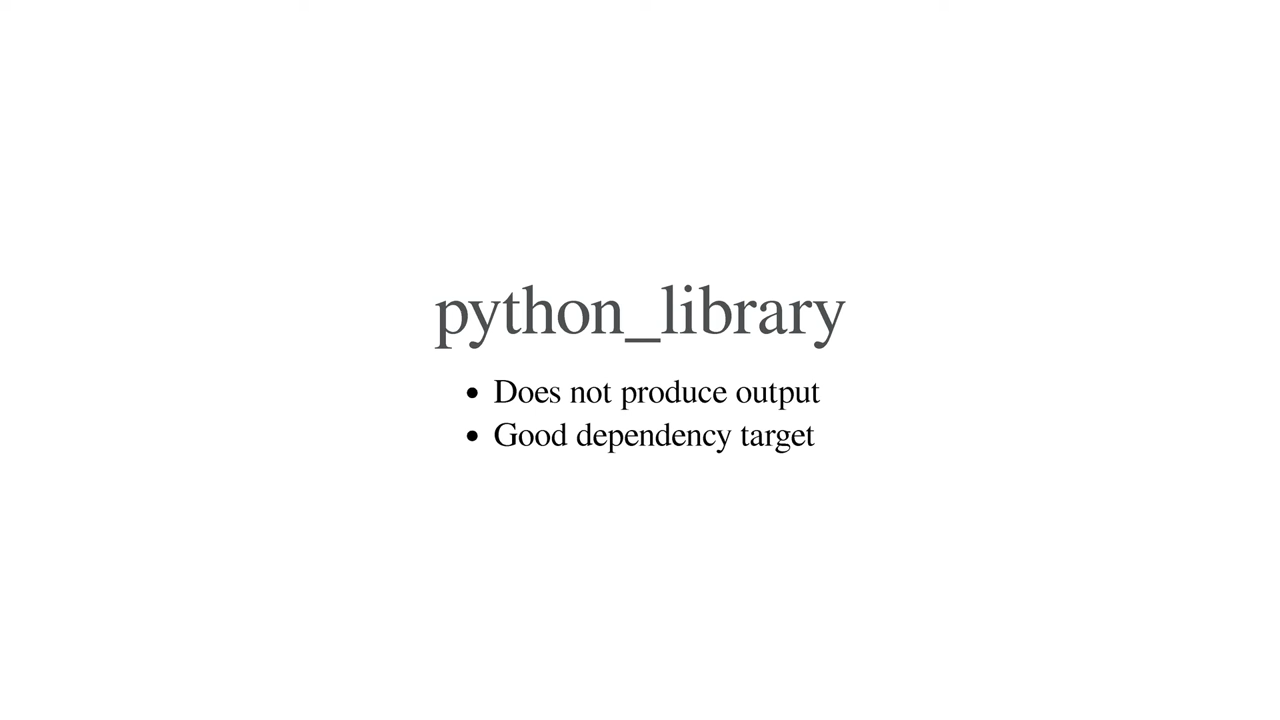 python_library
• Does not produce output
• Good dependency target